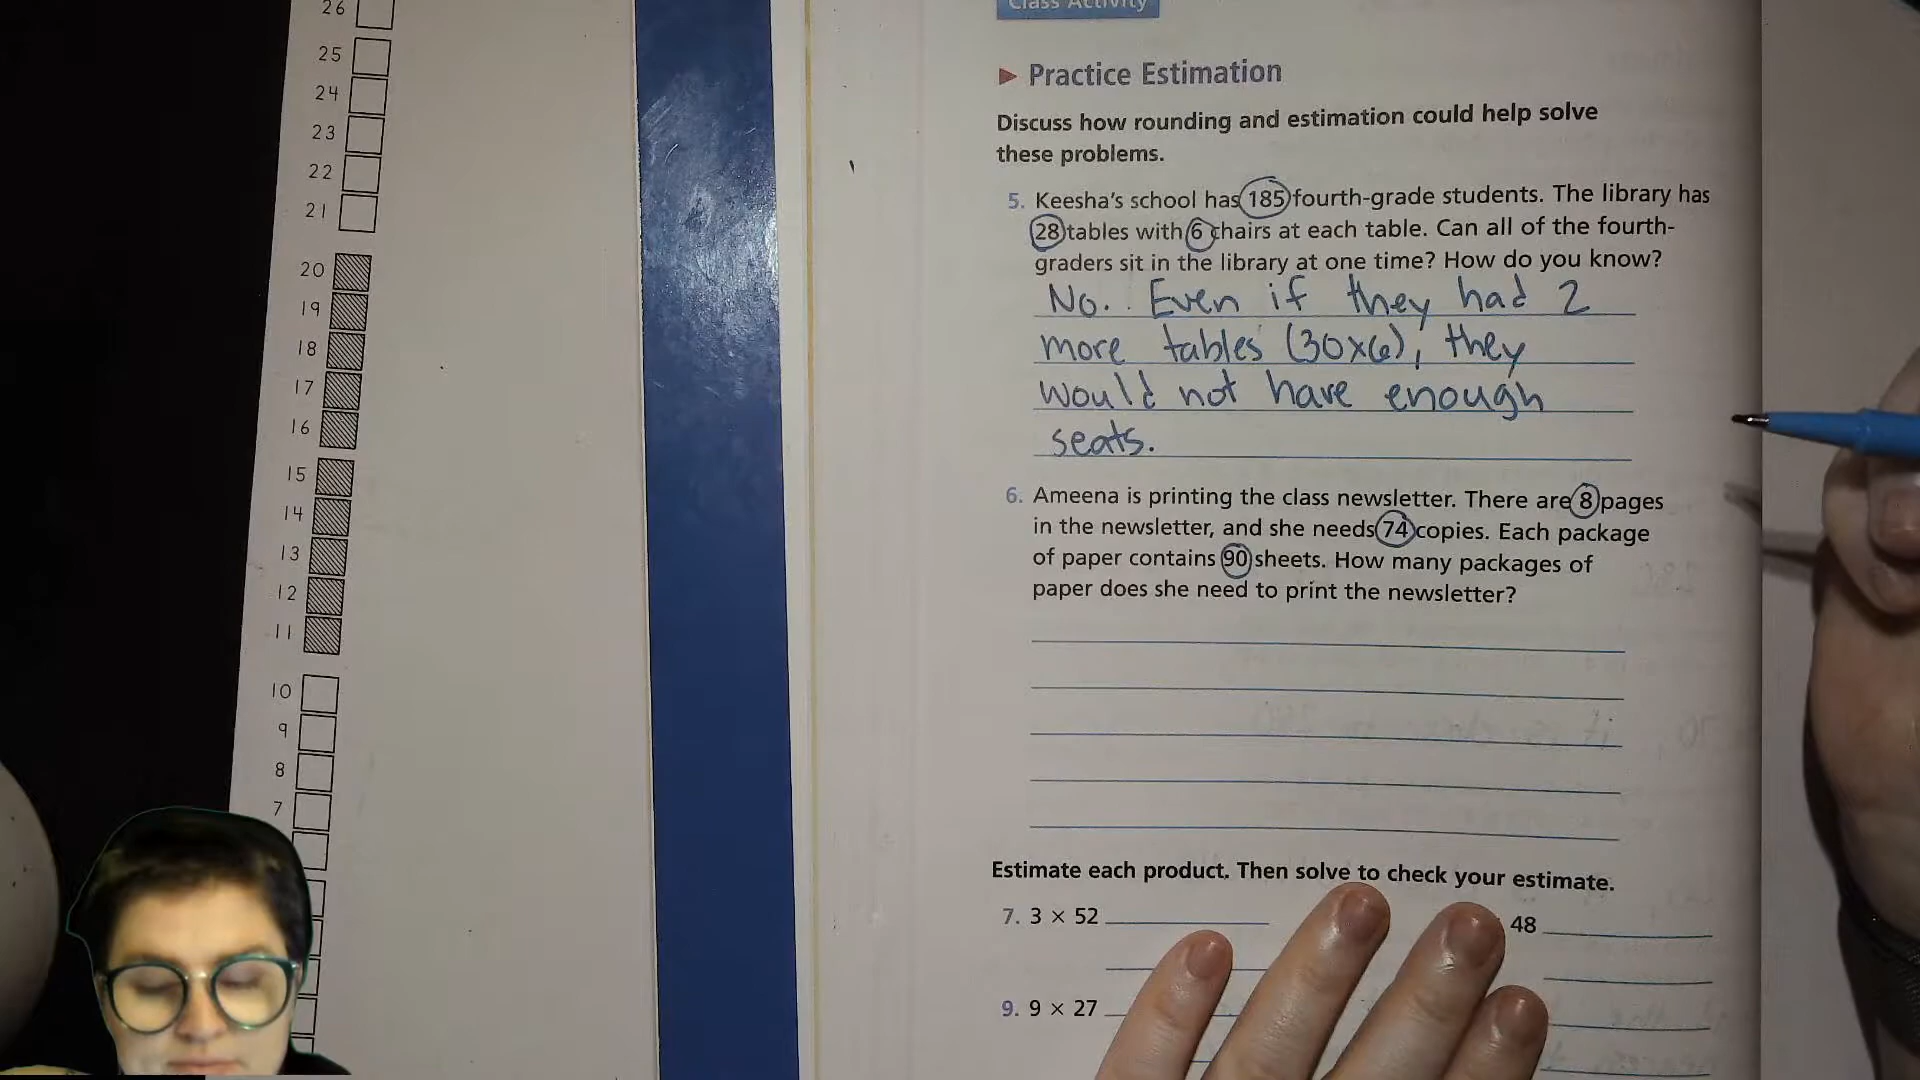 26
25
24
23
22
21
20
19
18
17
16
15
14
13
12
11
10
9
8
7
Class Activity
Practice Estimation
Discuss how rounding and estimation could help solve
these problems.
5. Keesha's school has 185 fourth-grade students. The library has
28 tables with 6 chairs at each table. Can all of the fourth-
graders sit in the library at one time? How do you know?
No. Even if they had 2
more tables (30x6), they
would not have enough
seats.
6. Ameena is printing the class newsletter. There are 8 pages
in the newsletter, and she needs 74 copies. Each package
of paper contains 90 sheets. How many packages of
paper does she need to print the newsletter?
Estimate each product. Then solve to check your estimate.
7. 3 × 52
48
9. 9 × 27